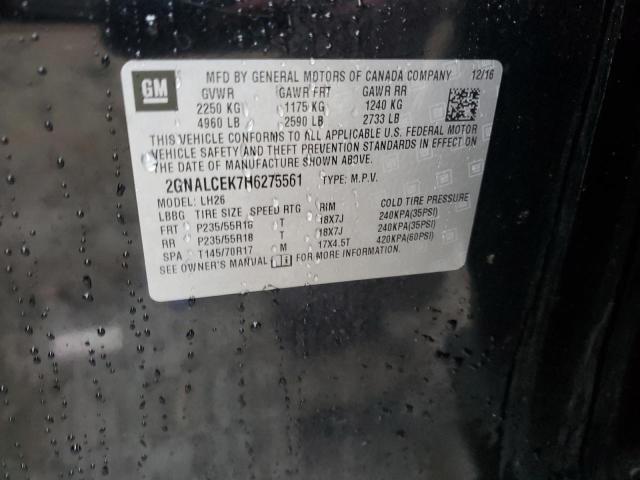 GM
MFD BY GENERAL MOTORS OF CANADA COMPANY 12/16
GVWR GAWR FRT GAWR RR
2250 KG 1175 KG 1240 KG
4960 LB 2590 LB 2733 LB
THIS VEHICLE CONFORMS TO ALL APPLICABLE U.S. FEDERAL MOTOR
VEHICLE SAFETY AND THEFT PREVENTION STANDARDS IN EFFECT ON
THE DATE OF MANUFACTURE SHOWN ABOVE.
2GNALCEK7H6275561 TYPE: M.P.V.
MODEL: LH26
LBBG TIRE SIZE SPEED RTG RIM COLD TIRE PRESSURE
FRT P235/55R18 T 18X7J 240KPA(35PSI)
RR P235/55R18 T 18X7J 240KPA(35PSI)
SPA T145/70R17 M 17X4.5T 420KPA(60PSI)
SEE OWNER'S MANUAL FOR MORE INFORMATION.